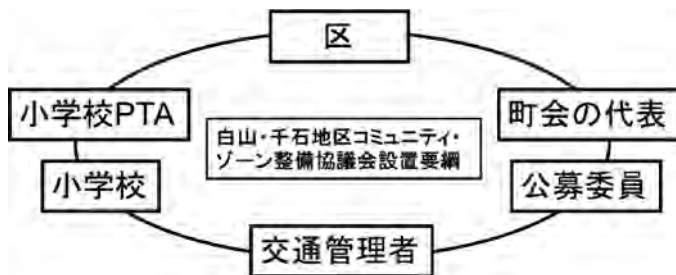 区
小学校PTA
町会の代表
白山・千石地区コミュニティ・
ゾーン整備協議会設置要綱
小学校
公募委員
交通管理者